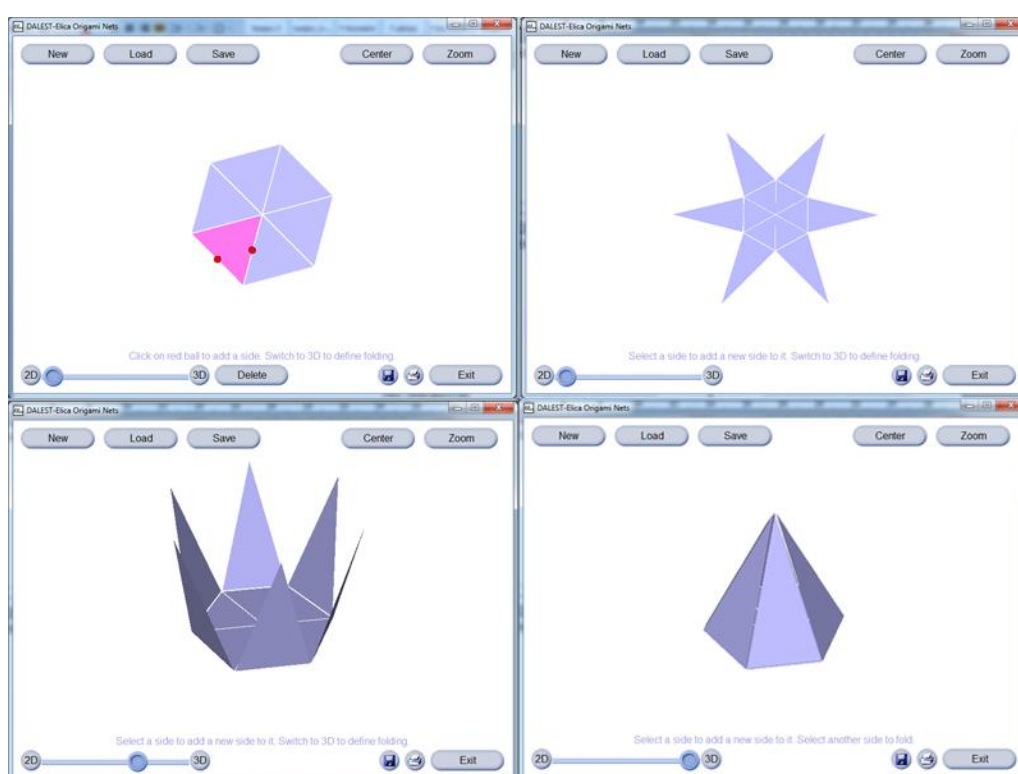 DALEST-Elica Origami Nets
New Load Save Center Zoom
Click on red ball to add a side. Switch to 3D to define folding.
2D 3D Delete Exit
DALEST-Elica Origami Nets
New Load Save Center Zoom
Select a side to add a new side to it. Switch to 3D to define folding.
2D 3D Exit
DALEST-Elica Origami Nets
New Load Save Center Zoom
Select a side to add a new side to it. Switch to 3D to define folding.
2D 3D Exit
DALEST-Elica Origami Nets
New Load Save Center Zoom
Select a side to add a new side to it. Select another side to fold.
2D 3D Exit